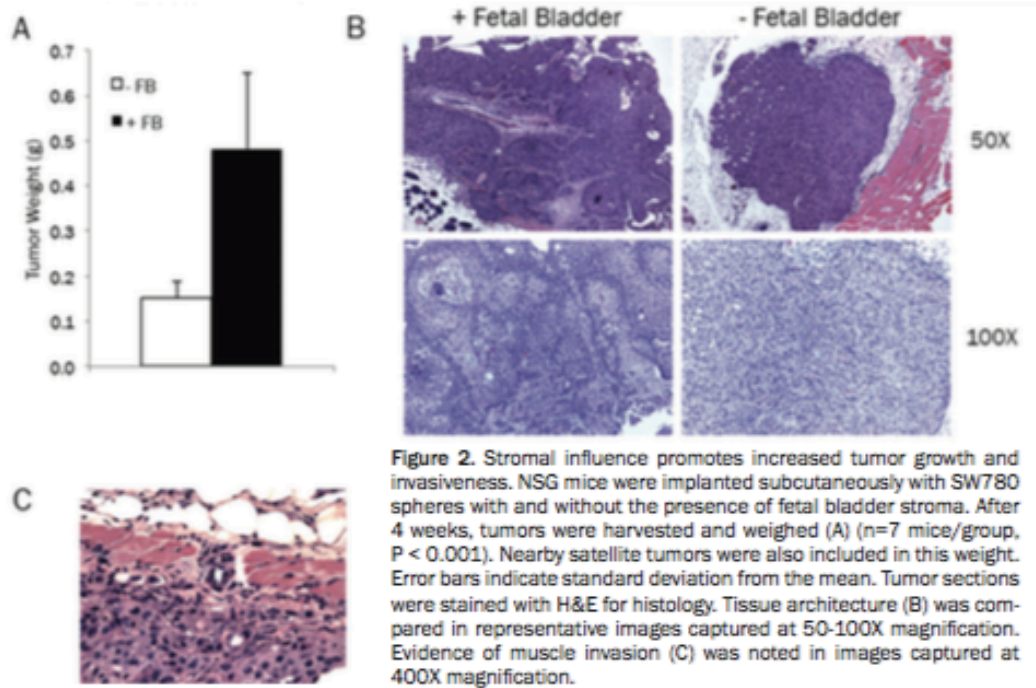 A
0.7
0.6
0.5
0.4
0.3
0.2
0.1
0.0
Tumor Weight (g)
- FB
+ FB
B
+ Fetal Bladder
- Fetal Bladder
50X
100X
C
Figure 2. Stromal influence promotes increased tumor growth and
invasiveness. NSG mice were implanted subcutaneously with SW780
spheres with and without the presence of fetal bladder stroma. After
4 weeks, tumors were harvested and weighed (A) (n=7 mice/group,
P < 0.001). Nearby satellite tumors were also included in this weight.
Error bars indicate standard deviation from the mean. Tumor sections
were stained with H&E for histology. Tissue architecture (B) was com-
pared in representative images captured at 50-100X magnification.
Evidence of muscle invasion (C) was noted in images captured at
400X magnification.